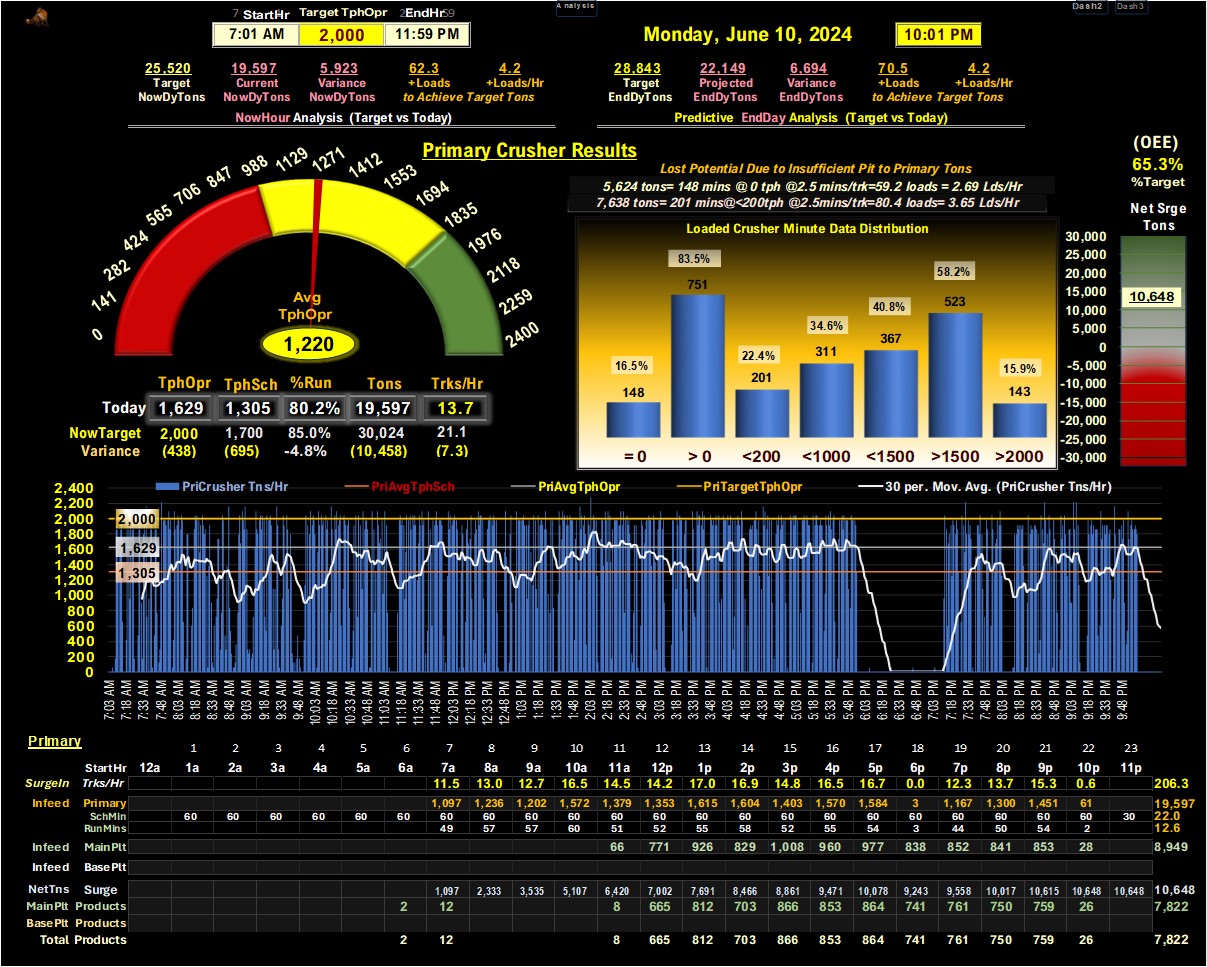 Analysis
Dash2 Dash3
7 StartHr Target TphOpr EndHr 59
7:01 AM 2,000 11:59 PM
Monday, June 10, 2024 10:01 PM
25,520 19,597 5,923 62.3 4.2
Target Current Variance +Loads +Loads/Hr
NowDyTons NowDyTons NowDyTons to Achieve Target Tons
NowHour Analysis (Target vs Today)
28,843 22,149 6,694 70.5 4.2
Target Projected Variance +Loads +Loads/Hr
EndDyTons EndDyTons EndDyTons to Achieve Target Tons
Predictive EndDay Analysis (Target vs Today)
Primary Crusher Results
0 141 282 424 565 706 847 988 1129 1271 1412 1553 1694 1835 1976 2118 2259 2400
Avg
TphOpr
1,220
TphOpr TphSch %Run Tons Trks/Hr
Today 1,629 1,305 80.2% 19,597 13.7
NowTarget 2,000 1,700 85.0% 30,024 21.1
Variance (438) (695) -4.8% (10,458) (7.3)
Lost Potential Due to Insufficient Pit to Primary Tons
5,624 tons= 148 mins @ 0 tph @2.5 mins/trk=59.2 loads = 2.69 Lds/Hr
7,638 tons= 201 mins@<200tph @2.5mins/trk=80.4 loads= 3.65 Lds/Hr
Loaded Crusher Minute Data Distribution
16.5% 83.5% 22.4% 34.6% 40.8% 58.2% 15.9%
148 751 201 311 367 523 143
= 0 > 0 <200 <1000 <1500 >1500 >2000
(OEE)
65.3%
%Target
Net Srge
Tons
30,000
25,000
20,000
15,000
10,000
5,000
0
-5,000
-10,000
-15,000
-20,000
-25,000
-30,000
10,648
PriCrusher Tns/Hr PriAvgTphSch PriAvgTphOpr PriTargetTphOpr 30 per. Mov. Avg. (PriCrusher Tns/Hr)
2,400
2,200
2,000
1,800
1,600
1,400
1,200
1,000
800
600
400
200
0
2,000
1,629
1,305
7:03 AM 7:18 AM 7:33 AM 7:48 AM 8:03 AM 8:18 AM 8:33 AM 8:48 AM 9:03 AM 9:18 AM 9:33 AM 9:48 AM 10:03 AM 10:18 AM 10:33 AM 10:48 AM 11:03 AM 11:18 AM 11:33 AM 11:48 AM 12:03 PM 12:18 PM 12:33 PM 12:48 PM 1:03 PM 1:18 PM 1:33 PM 1:48 PM 2:03 PM 2:18 PM 2:33 PM 2:48 PM 3:03 PM 3:18 PM 3:33 PM 3:48 PM 4:03 PM 4:18 PM 4:33 PM 4:48 PM 5:03 PM 5:18 PM 5:33 PM 5:48 PM 6:03 PM 6:18 PM 6:33 PM 6:48 PM 7:03 PM 7:18 PM 7:33 PM 7:48 PM 8:03 PM 8:18 PM 8:33 PM 8:48 PM 9:03 PM 9:18 PM 9:33 PM 9:48 PM
Primary
1 2 3 4 5 6 7 8 9 10 11 12 13 14 15 16 17 18 19 20 21 22 23
StartHr 12a 1a 2a 3a 4a 5a 6a 7a 8a 9a 10a 11a 12p 1p 2p 3p 4p 5p 6p 7p 8p 9p 10p 11p
SurgeIn Trks/Hr 11.5 13.0 12.7 16.5 14.5 14.2 17.0 16.9 14.8 16.5 16.7 0.0 12.3 13.7 15.3 0.6 206.3
Infeed Primary 1,097 1,236 1,202 1,572 1,379 1,353 1,615 1,604 1,403 1,570 1,584 3 1,167 1,300 1,451 61 19,597
SchMin 60 60 60 60 60 60 60 60 60 60 60 60 60 60 60 60 60 60 60 60 60 60 30 22.0
RunMins 49 57 57 60 51 52 55 58 52 55 54 3 44 50 54 2 12.6
Infeed MainPlt 66 771 926 829 1,008 960 977 838 852 841 853 28 8,949
Infeed BasePlt
NetTns Surge 1,097 2,333 3,535 5,107 6,420 7,002 7,691 8,466 8,861 9,471 10,078 9,243 9,558 10,017 10,615 10,648 10,648 10,648
MainPlt Products 2 12 8 665 812 703 866 853 864 741 761 750 759 26 7,822
BasePlt Products
Total Products 2 12 8 665 812 703 866 853 864 741 761 750 759 26 7,822